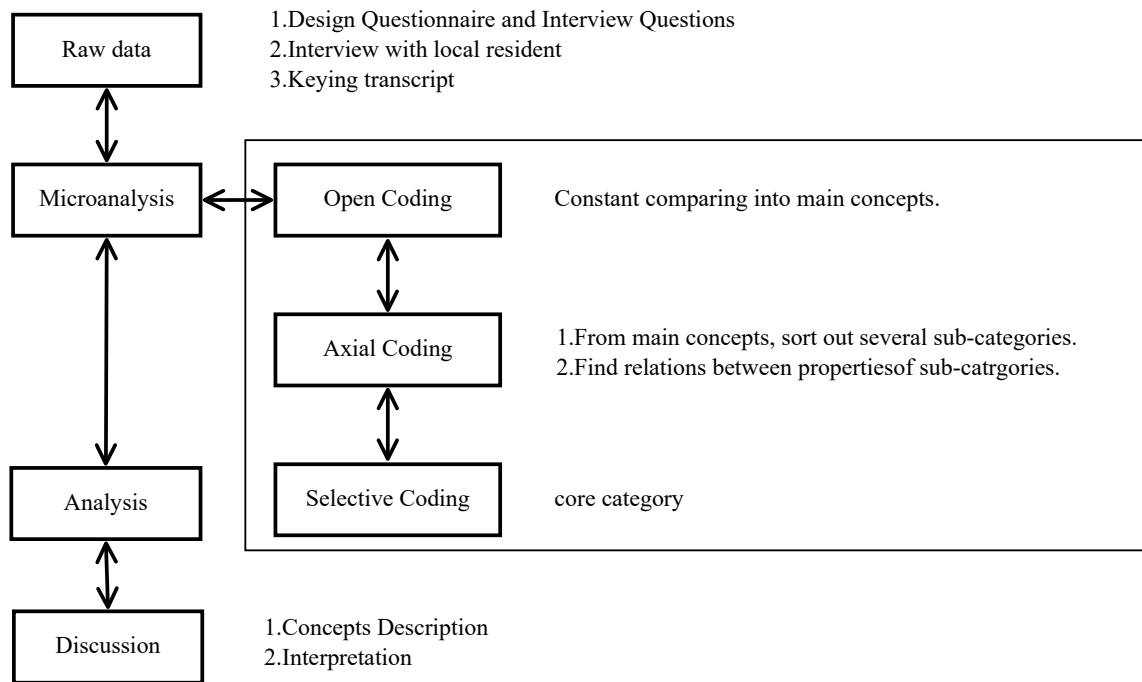 Raw data
1.Design Questionnaire and Interview Questions
2.Interview with local resident
3.Keying transcript
Microanalysis
Open Coding
Constant comparing into main concepts.
Axial Coding
1.From main concepts, sort out several sub-categories.
2.Find relations between propertiesof sub-catrgories.
Selective Coding
core category
Analysis
Discussion
1.Concepts Description
2.Interpretation